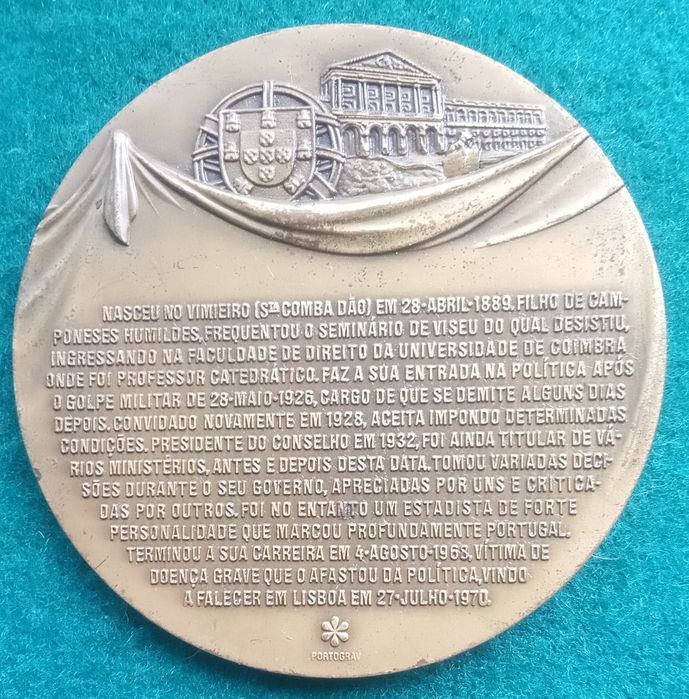 NASCEU NO VIMIEIRO (STA COMBA DÃO) EM 28-ABRIL-1889. FILHO DE CAM-
PONESES HUMILDES, FREQUENTOU O SEMINÁRIO DE VISEU DO QUAL DESISTIU,
INGRESSANDO NA FACULDADE DE DIREITO DA UNIVERSIDADE DE COIMBRA
ONDE FOI PROFESSOR CATEDRÁTICO. FAZ A SUA ENTRADA NA POLÍTICA APÓS
O GOLPE MILITAR DE 28-MAIO-1926, CARGO DE QUE SE DEMITE ALGUNS DIAS
DEPOIS. CONVIDADO NOVAMENTE EM 1928, ACEITA IMPONDO DETERMINADAS
CONDIÇÕES. PRESIDENTE DO CONSELHO EM 1932, FOI AINDA TITULAR DE VÁ-
RIOS MINISTÉRIOS, ANTES E DEPOIS DESTA DATA. TOMOU VARIADAS DECI-
SÕES DURANTE O SEU GOVERNO, APRECIADAS POR UNS E CRITICA-
DAS POR OUTROS. FOI NO ENTANTO UM ESTADISTA DE FORTE
PERSONALIDADE QUE MARCOU PROFUNDAMENTE PORTUGAL.
TERMINOU A SUA CARREIRA EM 4-AGOSTO-1968, VÍTIMA DE
DOENÇA GRAVE QUE O AFASTOU DA POLÍTICA, VINDO
A FALECER EM LISBOA EM 27-JULHO-1970.
PORTOGRAV